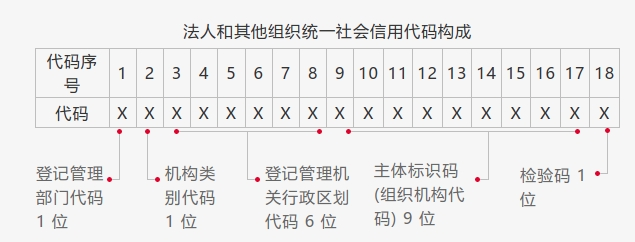 法人和其他组织统一社会信用代码构成
代码序号 1 2 3 4 5 6 7 8 9 10 11 12 13 14 15 16 17 18
代码 X X X X X X X X X X X X X X X X X X
登记管理
部门代码
1 位
机构类
别代码
1 位
登记管理机
关行政区划
代码 6 位
主体标识码
(组织机构代
码) 9 位
检验码 1
位